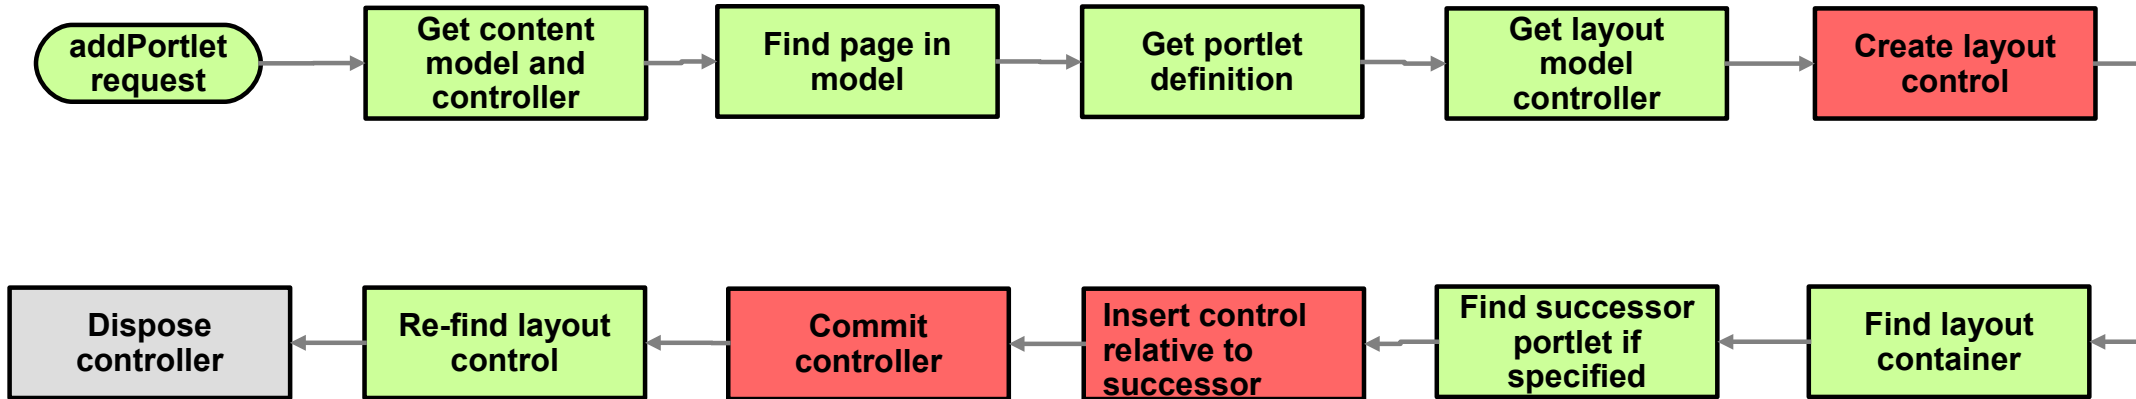 addPortlet
request
Get content
model and
controller
Find page in
model
Get portlet
definition
Get layout
model
controller
Create layout
control
Dispose
controller
Re-find layout
control
Commit
controller
Insert control
relative to
successor
Find successor
portlet if
specified
Find layout
container